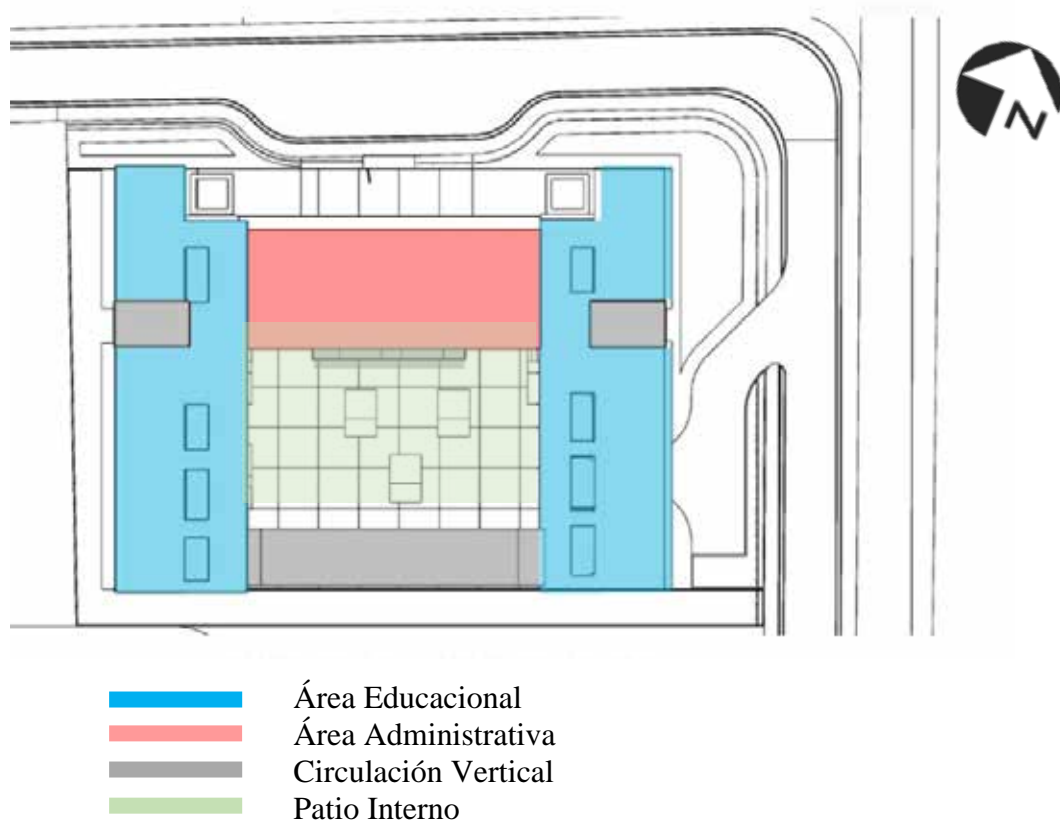 N
Área Educacional
Área Administrativa
Circulación Vertical
Patio Interno